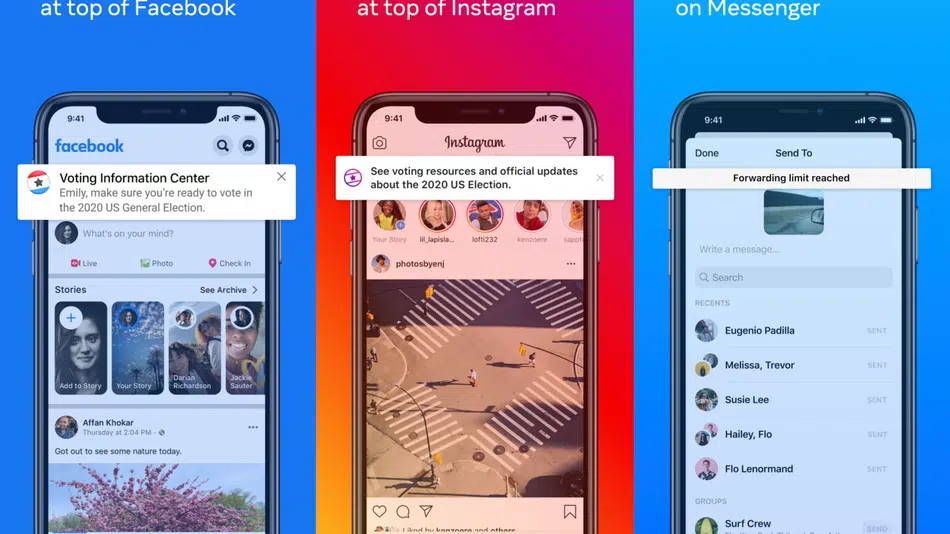 at top of Facebook
9:41
facebook
Voting Information Center
Emily, make sure you're ready to vote in
the 2020 US General Election.
What's on your mind?
Live
Photo
Check In
Stories
See Archive
Add to Story
Your Story
Darian
Richardson
Jackie
Sauter
Affan Khokar
Thursday at 2:04 PM
Got out to see some nature today.
at top of Instagram
9:41
Instagram
See voting resources and official updates
about the 2020 US Election.
Your Story
lil_lapisla...
lofti232
kenzoere
sapph
photosbyenj
Liked by kenzoere and others
on Messenger
9:41
Done
Send To
Forwarding limit reached
Write a message...
Search
RECENTS
Eugenio Padilla
SENT
Melissa, Trevor
SENT
Susie Lee
SENT
Hailey, Flo
SENT
Flo Lenormand
SENT
GROUPS
Surf Crew
SEND